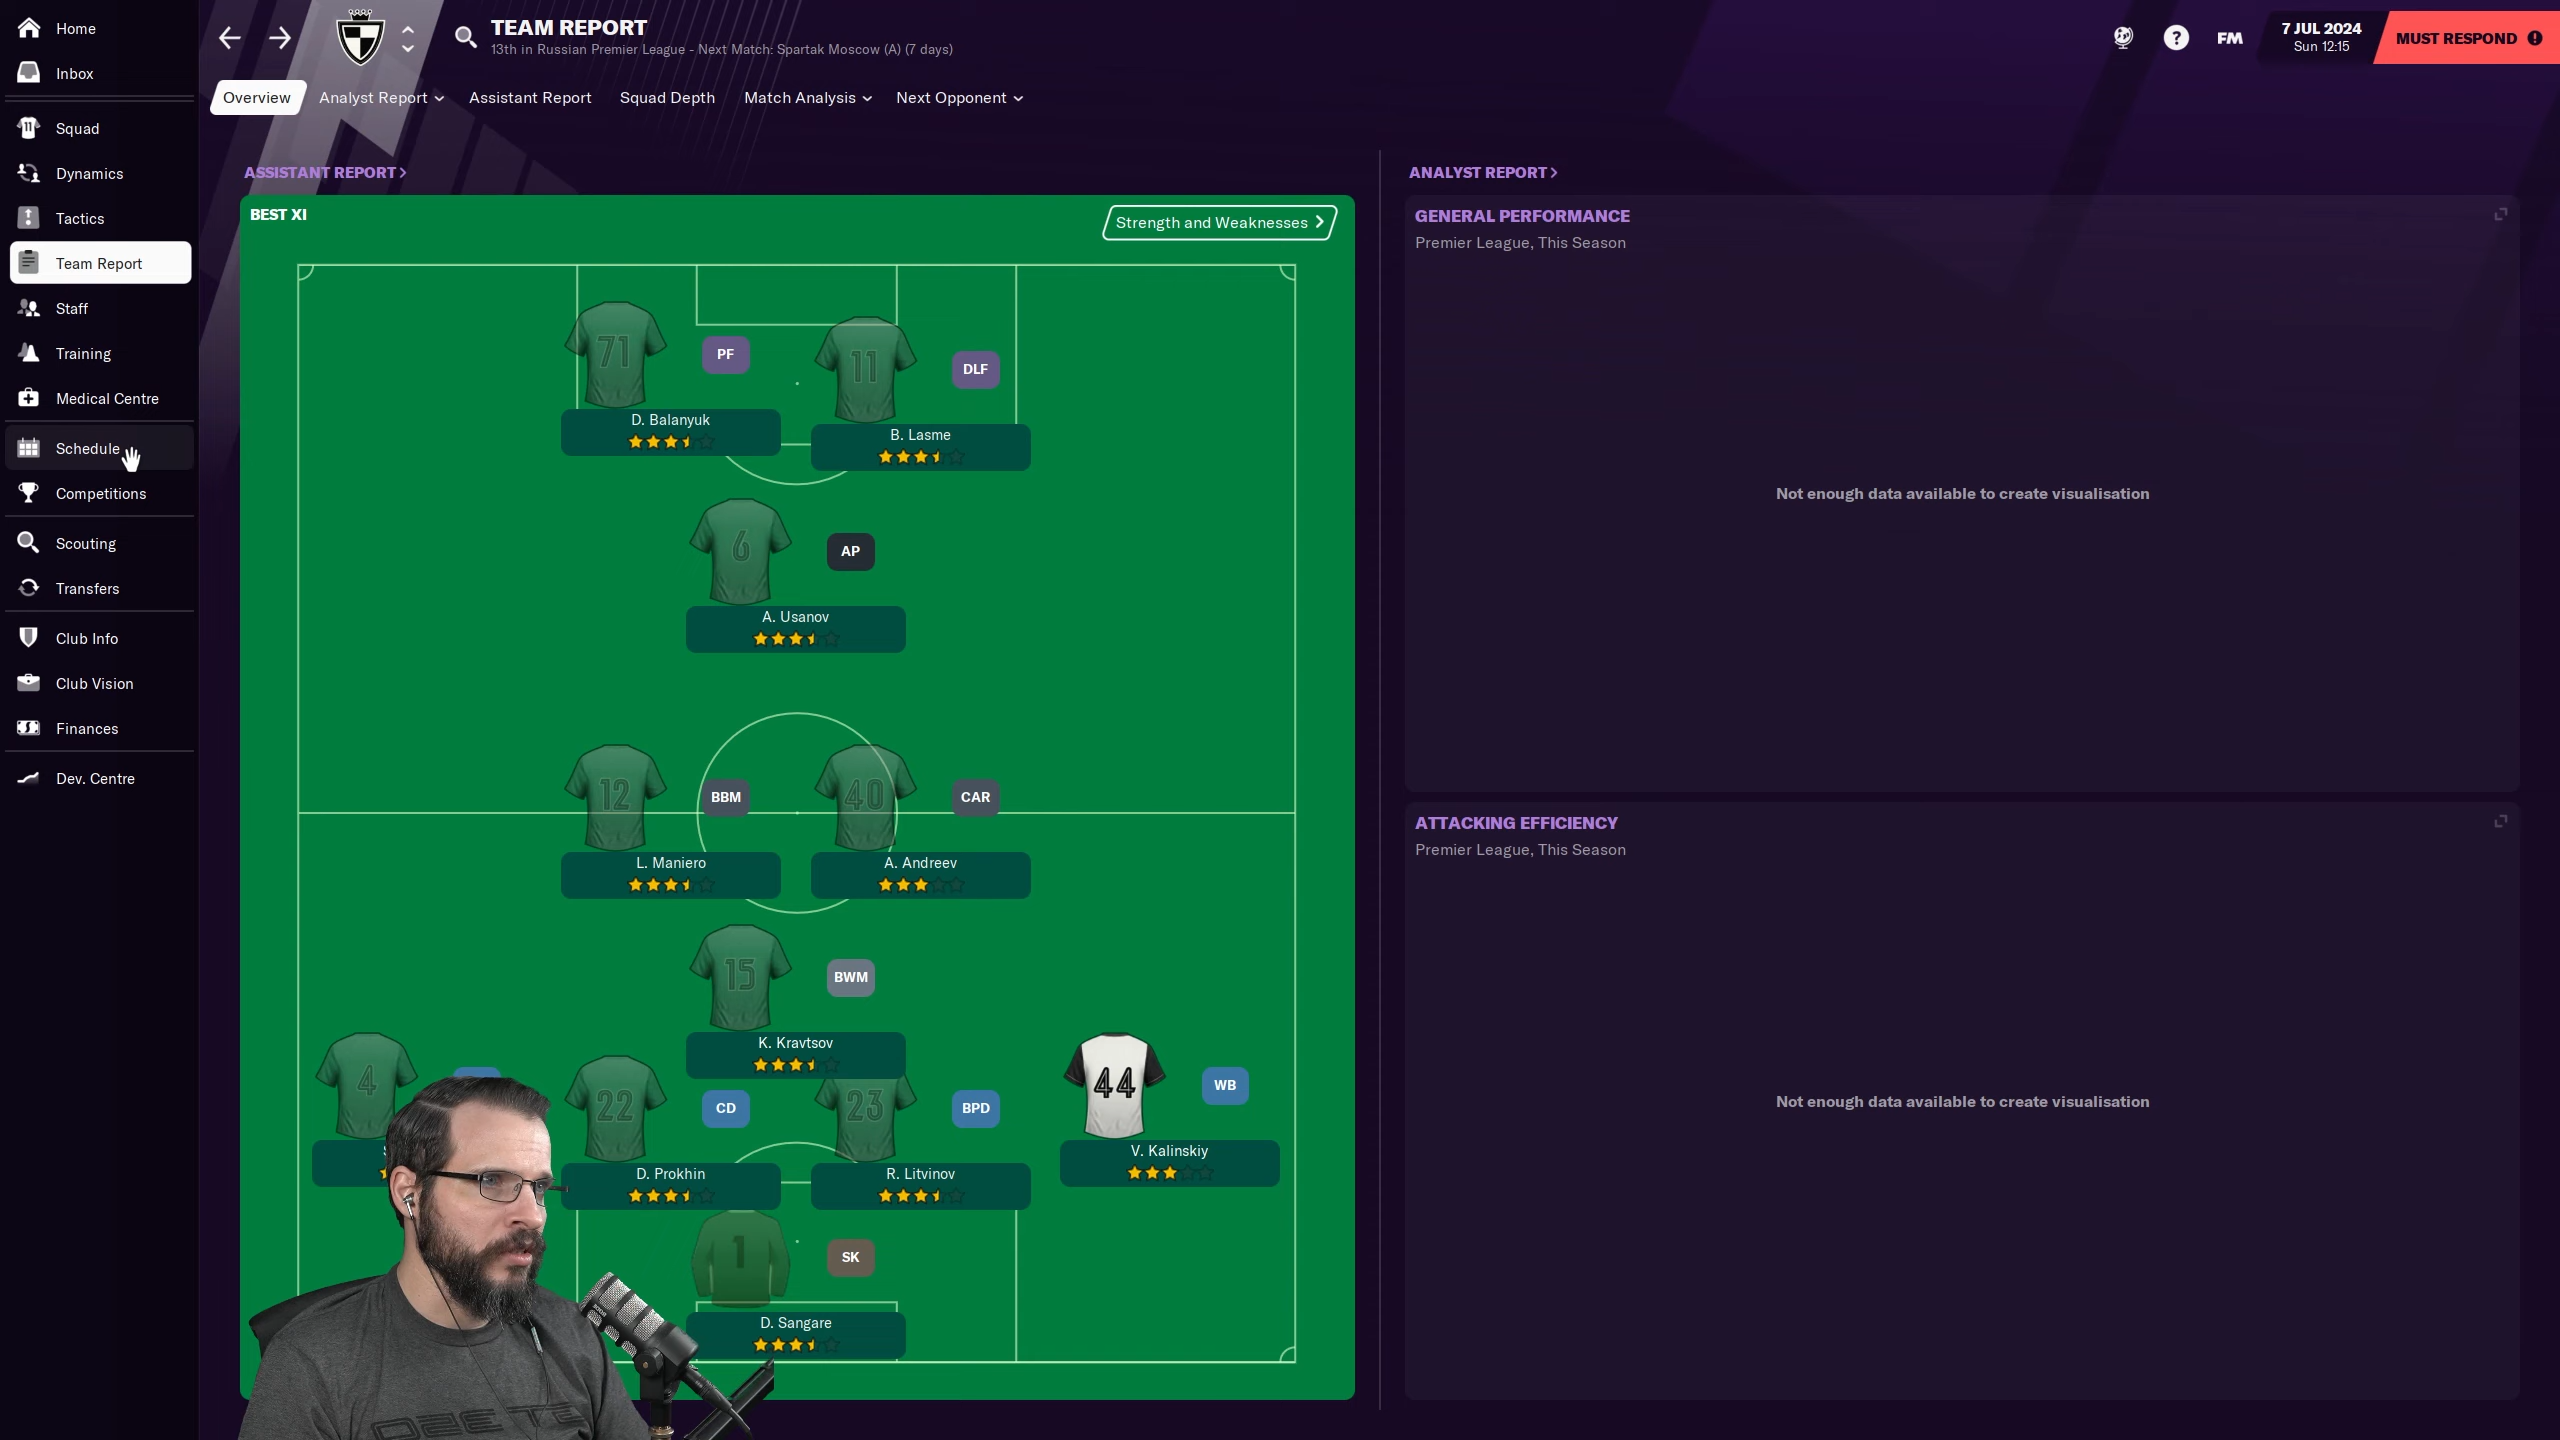 Home
Inbox
Squad
Dynamics
Tactics
Team Report
Staff
Training
Medical Centre
Schedule
Competitions
Scouting
Transfers
Club Info
Club Vision
Finances
Dev. Centre
TEAM REPORT
13th in Russian Premier League - Next Match: Spartak Moscow (A) (7 days)
FM
7 JUL 2024
Sun 12:15
MUST RESPOND
Overview
Analyst Report
Assistant Report
Squad Depth
Match Analysis
Next Opponent
ASSISTANT REPORT
BEST XI
Strength and Weaknesses
71
PF
D. Balanyuk
11
DLF
B. Lasme
6
AP
A. Usanov
12
BBM
L. Maniero
40
CAR
A. Andreev
15
BWM
K. Kravtsov
4
22
CD
D. Prokhin
23
BPD
R. Litvinov
44
WB
V. Kalinskiy
1
SK
D. Sangare
ANALYST REPORT
GENERAL PERFORMANCE
Premier League, This Season
Not enough data available to create visualisation
ATTACKING EFFICIENCY
Premier League, This Season
Not enough data available to create visualisation